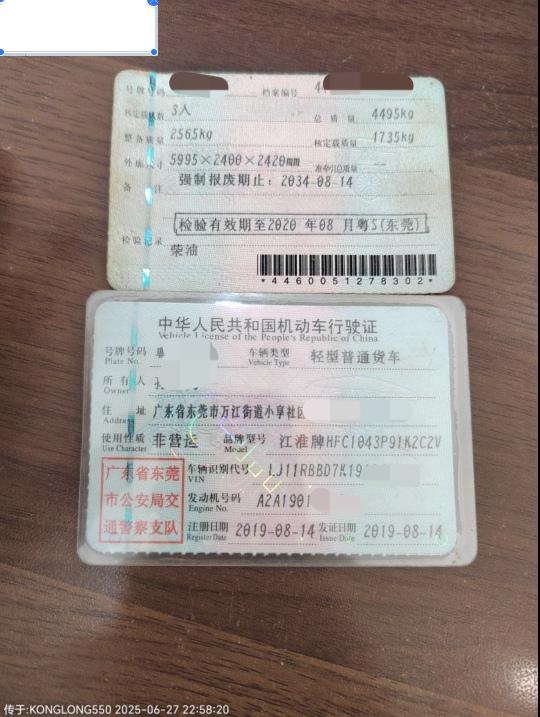 号牌号码 档案编号 4
核定载人数 3人 总质量 4495kg
整备质量 2565kg 核定载质量 1735kg
外廓尺寸 5995×2400×2420mm 准牵引总质量 --
备注 强制报废期止：2034-08-14
检验有效期至2020 年08 月粤S(东莞)
检验记录
柴油
*4460051278302*
中华人民共和国机动车行驶证
Vehicle License of the People's Republic of China
号牌号码 车辆类型 轻型普通货车
Plate No. Vehicle Type
所有人
Owner
住址 广东省东莞市万江街道小享社区
Address
使用性质 非营运 品牌型号 江淮牌HFC1043P91K2C2V
Use Character Model
广东省东莞
市公安局交
通警察支队
车辆识别代号 LJ11RBBD7K19
VIN
发动机号码 A2A1901
Engine No.
注册日期 2019-08-14 发证日期 2019-08-14
Register Date Issue Date
传于:KONGLONG550 2025-06-27 22:58:20